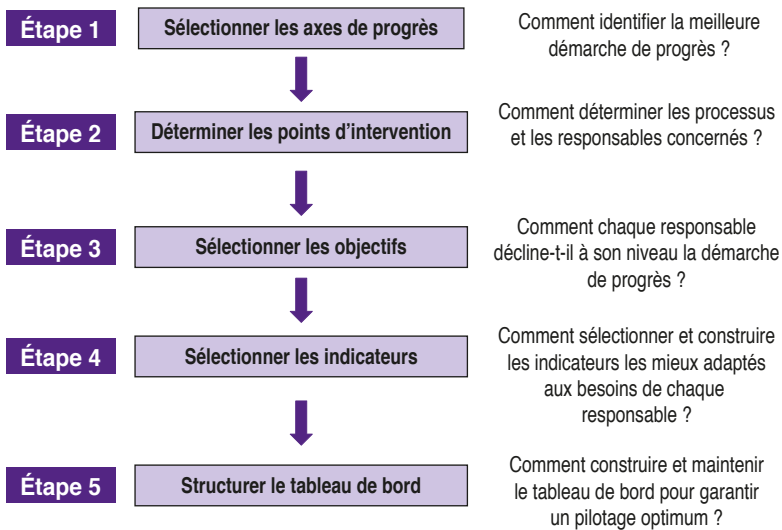 Étape 1
Sélectionner les axes de progrès
Comment identifier la meilleure
démarche de progrès ?
Étape 2
Déterminer les points d'intervention
Comment déterminer les processus
et les responsables concernés ?
Étape 3
Sélectionner les objectifs
Comment chaque responsable
décline-t-il à son niveau la démarche
de progrès ?
Étape 4
Sélectionner les indicateurs
Comment sélectionner et construire
les indicateurs les mieux adaptés
aux besoins de chaque
responsable ?
Étape 5
Structurer le tableau de bord
Comment construire et maintenir
le tableau de bord pour garantir
un pilotage optimum ?